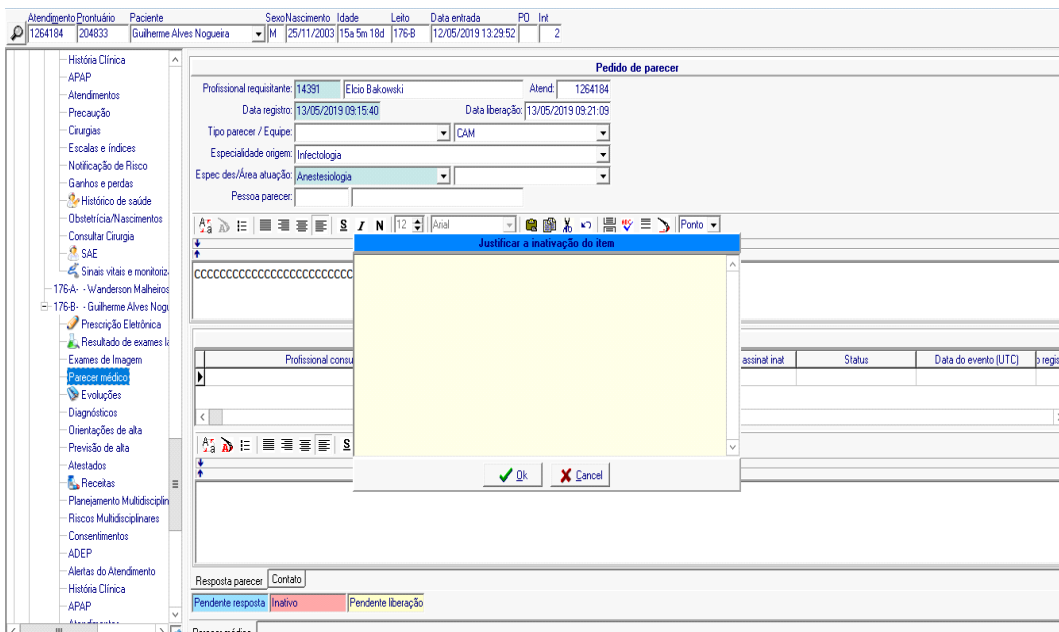 Atendimento Prontuário Paciente Sexo Nascimento Idade Leito Data entrada PO Int
1264184 204833 Guilherme Alves Nogueira M 25/11/2003 15a 5m 18d 176-B 12/05/2019 13:29:52 2
História Clínica
APAP
Atendimentos
Precaução
Cirurgias
Escalas e índices
Notificação de Risco
Ganhos e perdas
Histórico de saúde
Obstetrícia/Nascimentos
Consultar Cirurgia
SAE
Sinais vitais e monitoriz
176-A - Wanderson Malheiros
176-B - Guilherme Alves Nogu
Prescrição Eletrônica
Resultado de exames la
Exames de Imagem
Parecer médico
Evoluções
Diagnósticos
Orientações de alta
Previsão de alta
Atestados
Receitas
Planejamento Multidisciplin
Riscos Multidisciplinares
Consentimentos
ADEP
Alertas do Atendimento
História Clínica
APAP
Pedido de parecer
Profissional requisitante: 14391 Elcio Bakowski Atend: 1264184
Data registro: 13/05/2019 09:15:40 Data liberação: 13/05/2019 09:21:09
Tipo parecer / Equipe: CAM
Especialidade origem: Infectologia
Espec des/Área atuação: Anestesiologia
Pessoa parecer:
S I N 12 Arial Ponto
Justificar a inativação do item
CCCCCCCCCCCCCCCCCCCCCCCC
Profissional consu assinat inat Status Data do evento (UTC) o regis
S
Ok Cancel
Resposta parecer Contato
Pendente resposta Inativo Pendente liberação
Parecer médico